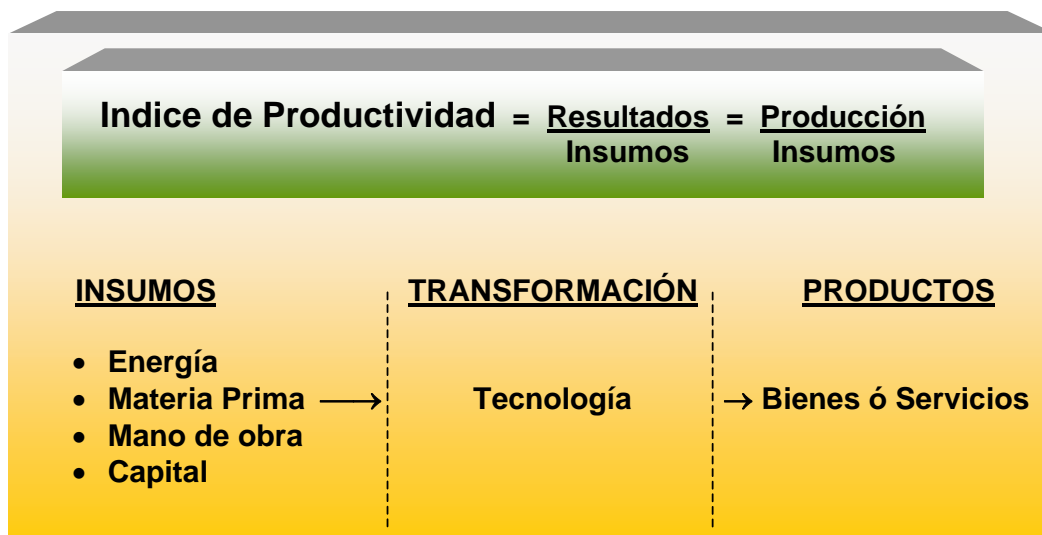 Indice de Productividad = Resultados = Producción
Insumos Insumos
INSUMOS TRANSFORMACIÓN PRODUCTOS
• Energía
• Materia Prima → Tecnología → Bienes ó Servicios
• Mano de obra
• Capital